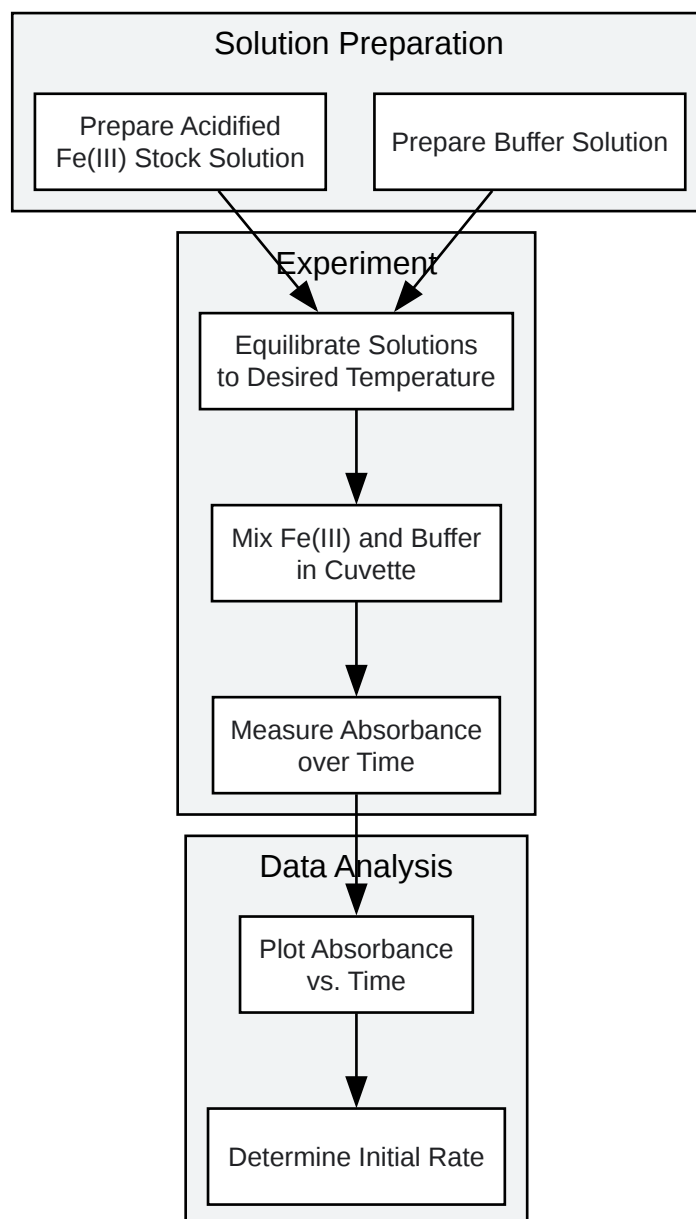 Solution Preparation
Prepare Acidified
Fe(III) Stock Solution
Prepare Buffer Solution
Experiment
Equilibrate Solutions
to Desired Temperature
Mix Fe(III) and Buffer
in Cuvette
Measure Absorbance
over Time
Data Analysis
Plot Absorbance
vs. Time
Determine Initial Rate